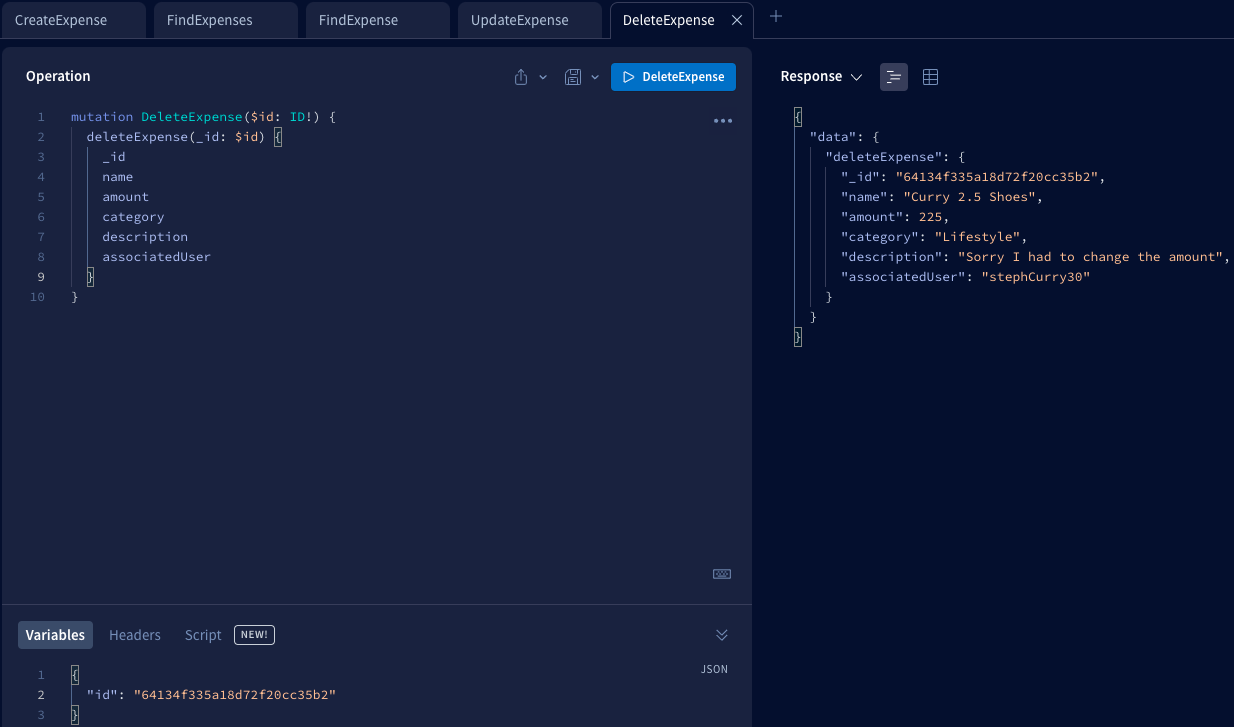 CreateExpense
FindExpenses
FindExpense
UpdateExpense
DeleteExpense
Operation
DeleteExpense
1 mutation DeleteExpense($id: ID!) {
2 deleteExpense(_id: $id) {
3 _id
4 name
5 amount
6 category
7 description
8 associatedUser
9 }
10 }
Variables
Headers
Script
NEW!
JSON
1 {
2 "id": "64134f335a18d72f20cc35b2"
3 }
Response
{
"data": {
"deleteExpense": {
"_id": "64134f335a18d72f20cc35b2",
"name": "Curry 2.5 Shoes",
"amount": 225,
"category": "Lifestyle",
"description": "Sorry I had to change the amount",
"associatedUser": "stephCurry30"
}
}
}